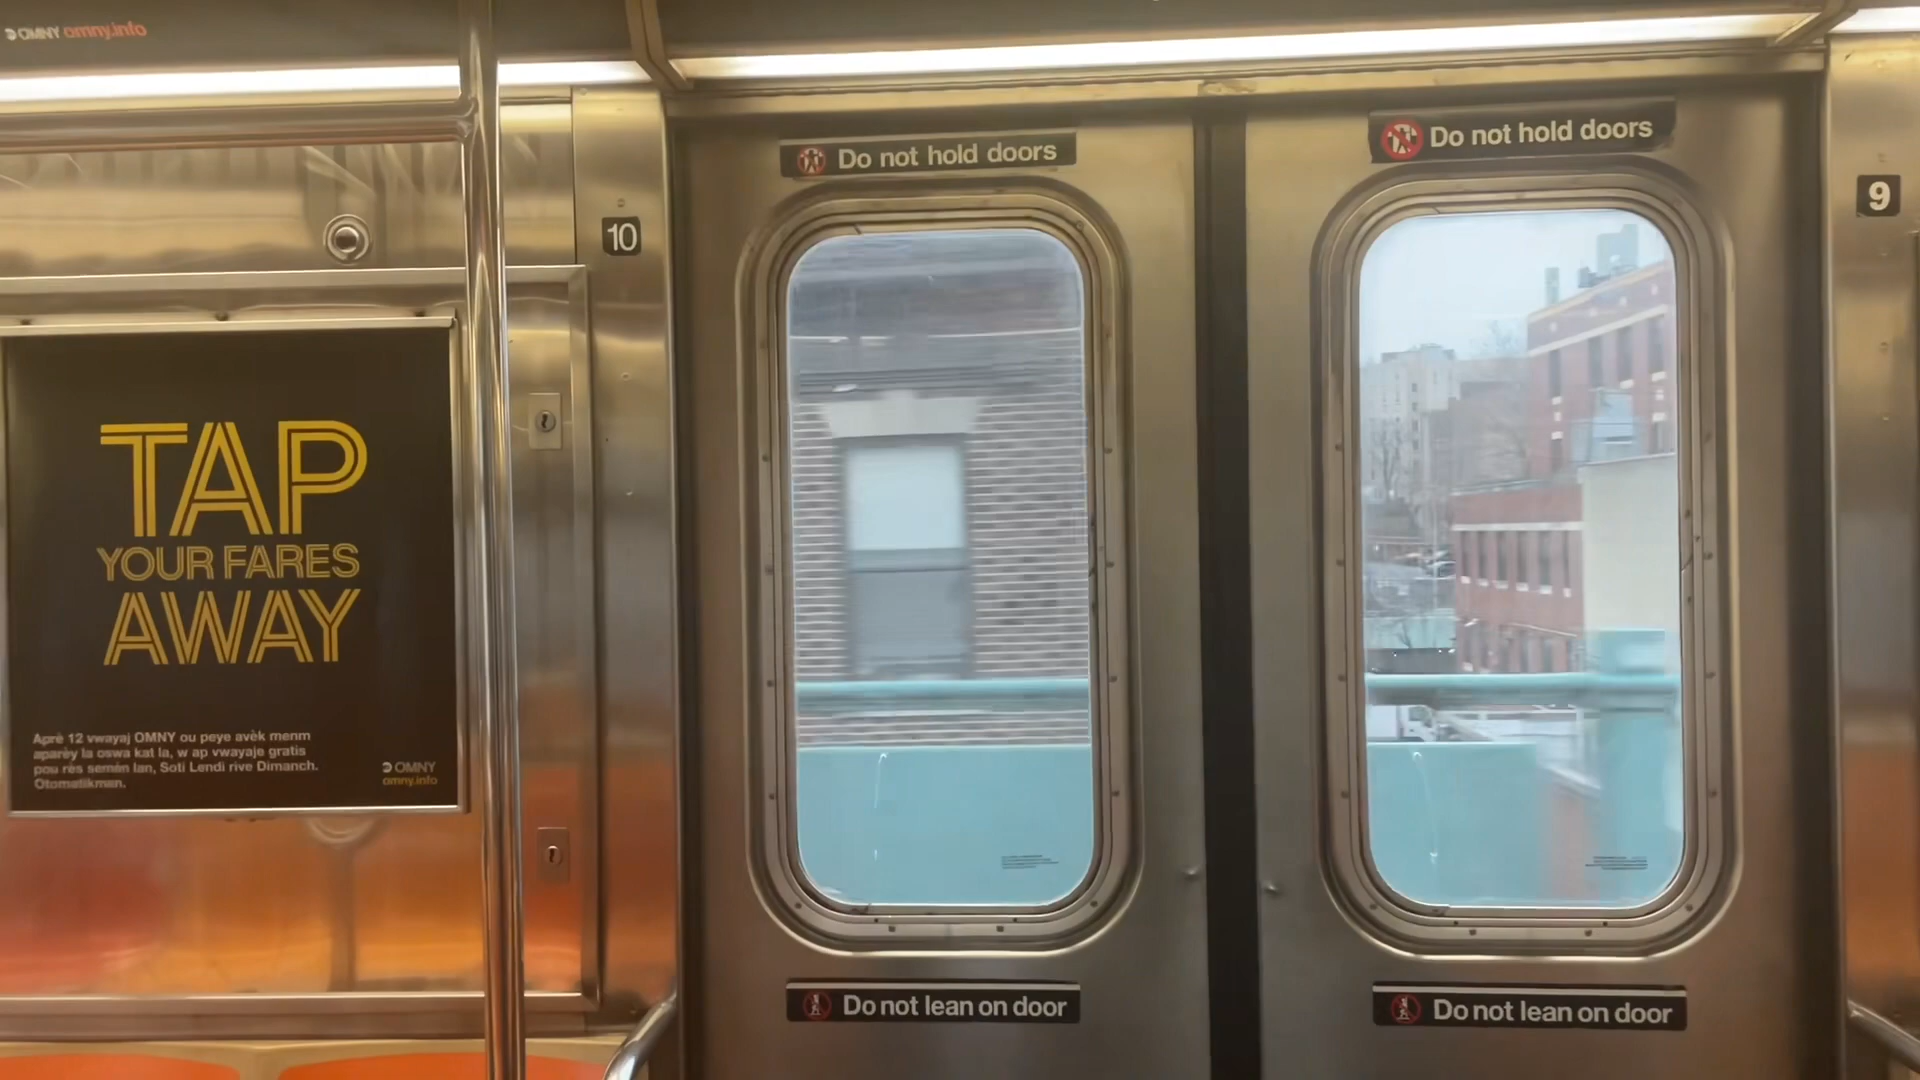 OMNY omny.info
Do not hold doors
Do not hold doors
10
9
TAP
YOUR FARES
AWAY
Aprè 12 vwayaj OMNY ou peye avèk menm
aparèy la oswa kat la, w ap vwayaje gratis
pou rès semèn lan, Soti Lendi rive Dimanch.
Otomatikman.
OMNY
omny.info
Do not lean on door
Do not lean on door